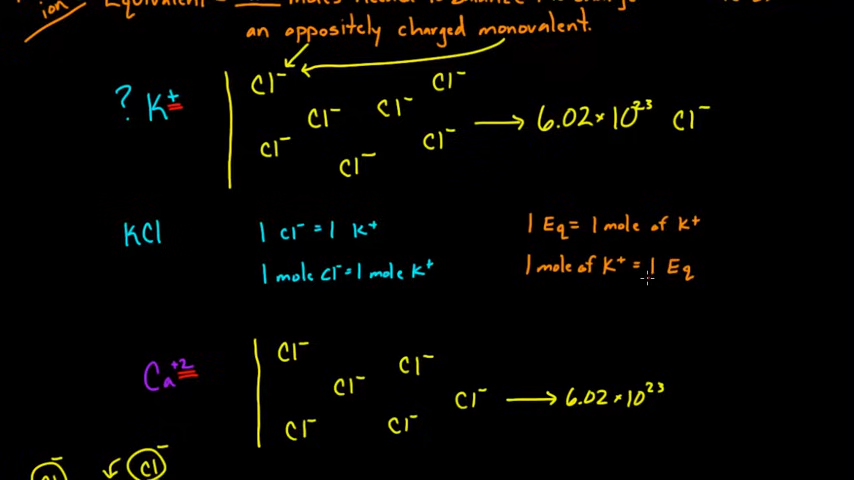 ion
an oppositely charged monovalent.
? K+ Cl- Cl-
Cl- Cl-
Cl- Cl- Cl- → 6.02×10²³ Cl-
KCl 1 Cl- = 1 K+ 1 Eq = 1 mole of K+
1 mole Cl- = 1 mole K+ 1 mole of K+ = 1 Eq
Ca+2 Cl- Cl-
Cl- Cl- → 6.02×10²³
Cl- Cl-
Cl-